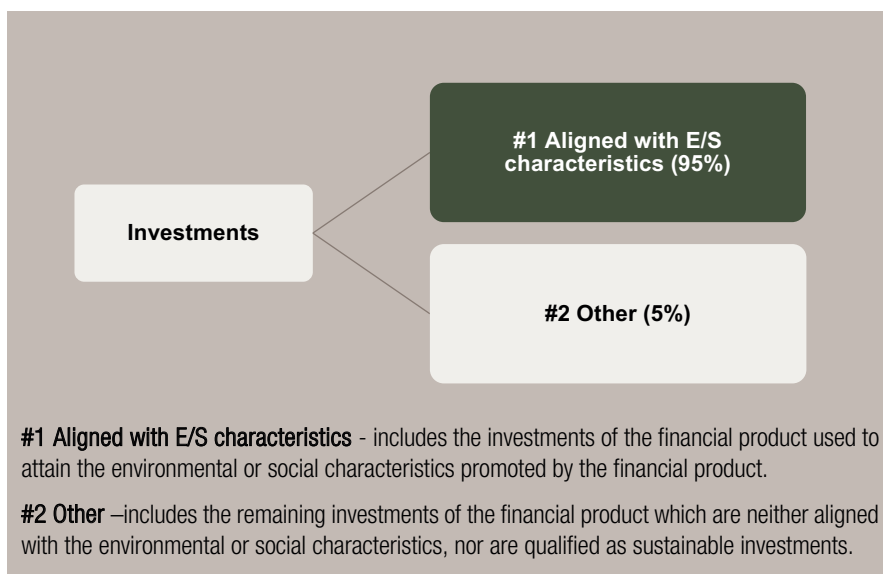 #1 Aligned with E/S
characteristics (95%)
Investments
#2 Other (5%)
#1 Aligned with E/S characteristics - includes the investments of the financial product used to
attain the environmental or social characteristics promoted by the financial product.
#2 Other –includes the remaining investments of the financial product which are neither aligned
with the environmental or social characteristics, nor are qualified as sustainable investments.